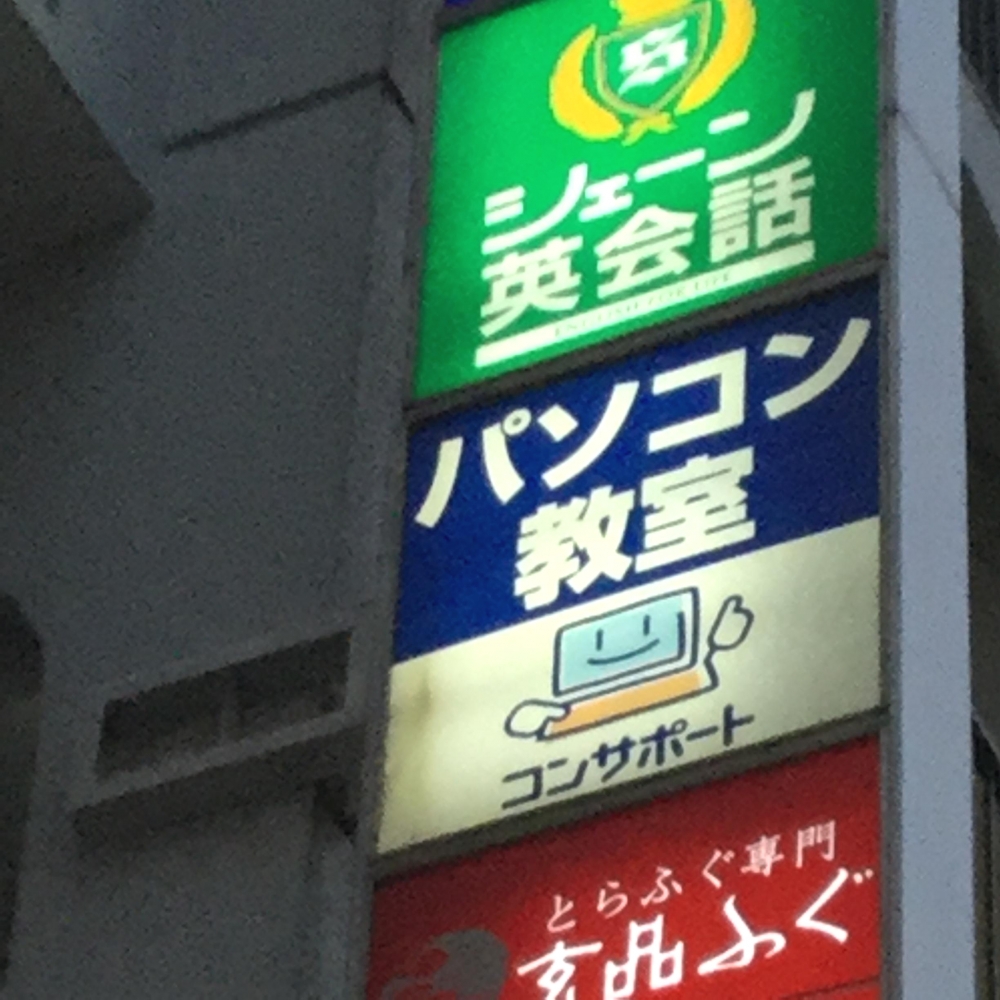 S
シェーン
英会話
パソコン
教室
コンサポート
とらふぐ専門
玄品ふぐ